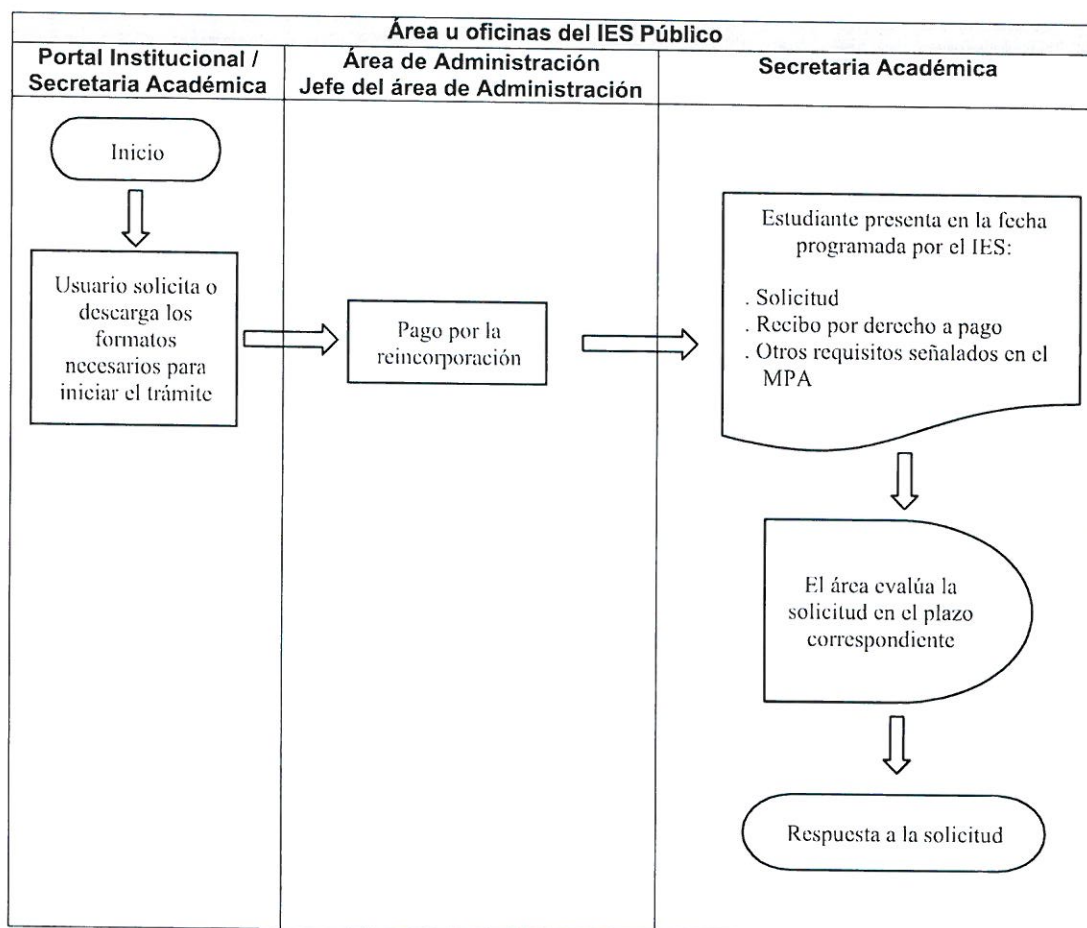 Área u oficinas del IES Público
Portal Institucional /
Secretaria Académica
Área de Administración
Jefe del área de Administración
Secretaria Académica
Inicio
Usuario solicita o
descarga los
formatos
necesarios para
iniciar el trámite
Pago por la
reincorporación
Estudiante presenta en la fecha
programada por el IES:
. Solicitud
. Recibo por derecho a pago
. Otros requisitos señalados en el
MPA
El área evalúa la
solicitud en el plazo
correspondiente
Respuesta a la solicitud